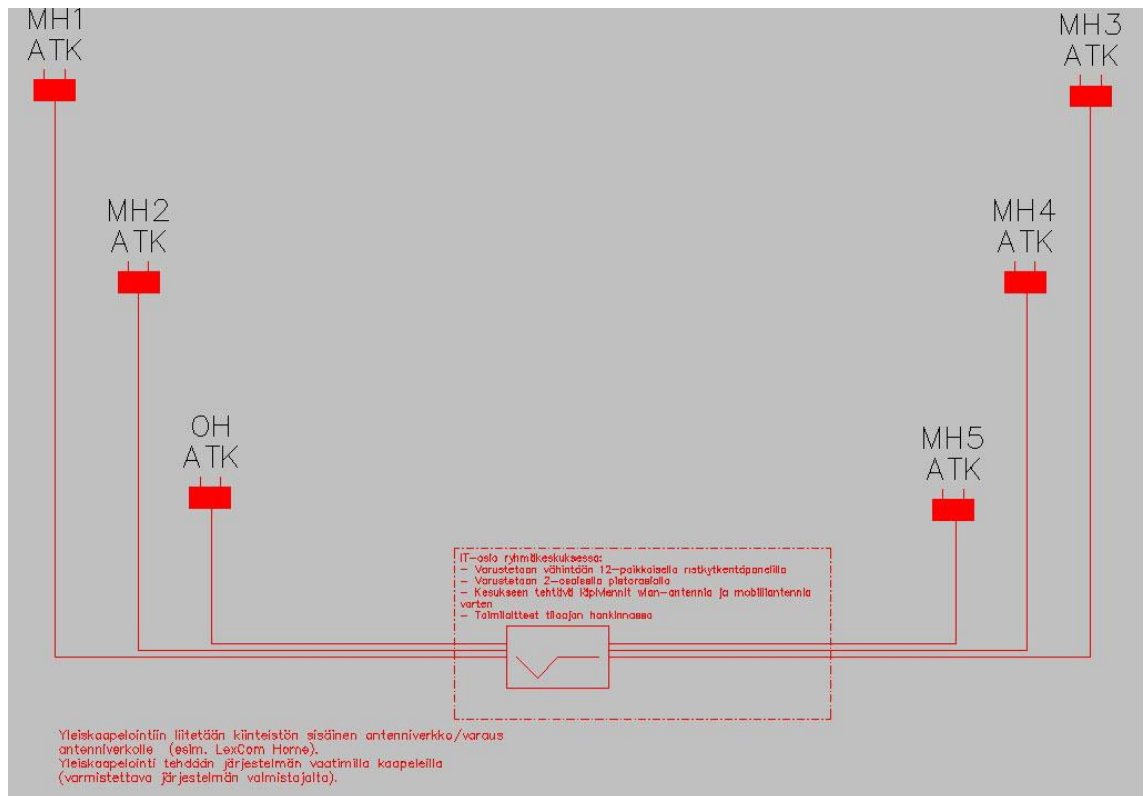 MH1
ATK
MH3
ATK
MH2
ATK
MH4
ATK
OH
ATK
MH5
ATK
IT-osio ryhmäkeskuksessa:
- Varustetaan vähintään 12-paikkaisella ristkytkentäpanelilla
- Varustetaan 2-osaisella pistorasialla
- Kesukseen tehtävä läpiviennit wlan-antennia ja mobiiliantennia
varten
- Toimilaitteet tilaajan hankinnassa
Yleiskaapelointiin liitetään kiinteistön sisäinen antenniverkko/varaus
antenniverkolle (esim. LexCom Home).
Yleiskaapelointi tehdään järjestelmän vaatimilla kaapeleilla
(varmistettava järjestelmän valmistajalta).